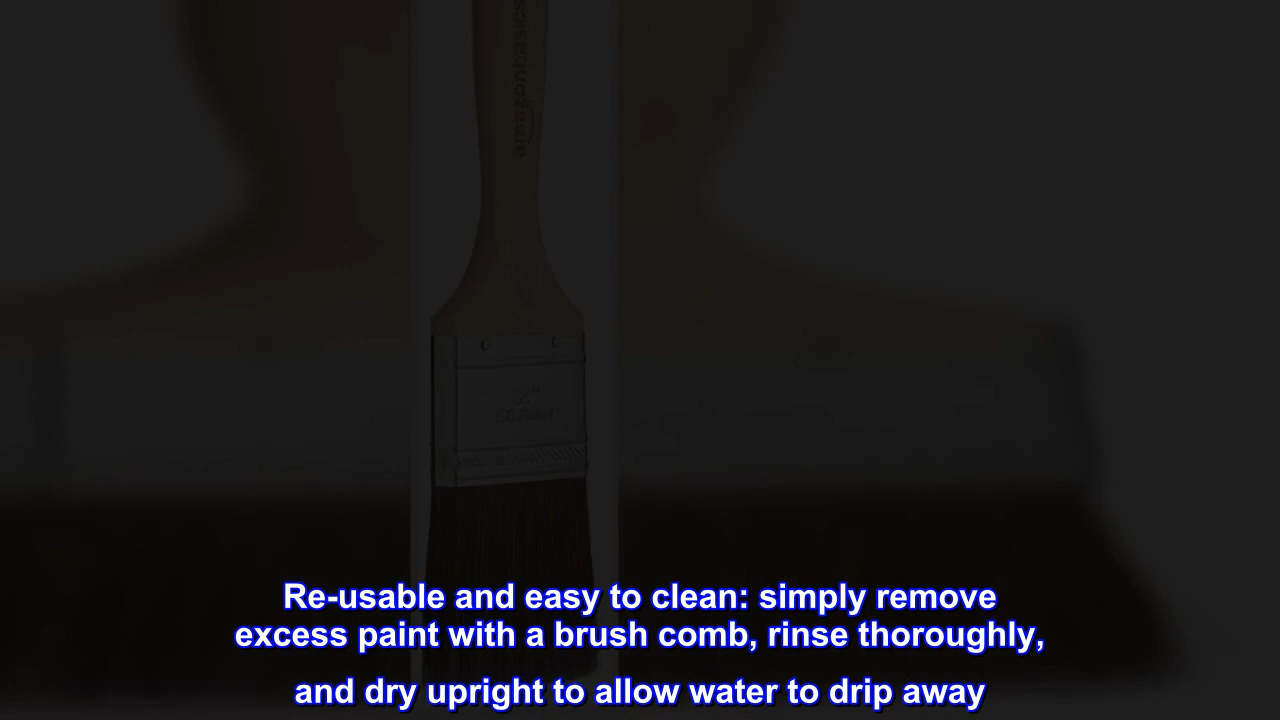 amazonbasics
Re-usable and easy to clean: simply remove
excess paint with a brush comb, rinse thoroughly,
and dry upright to allow water to drip away